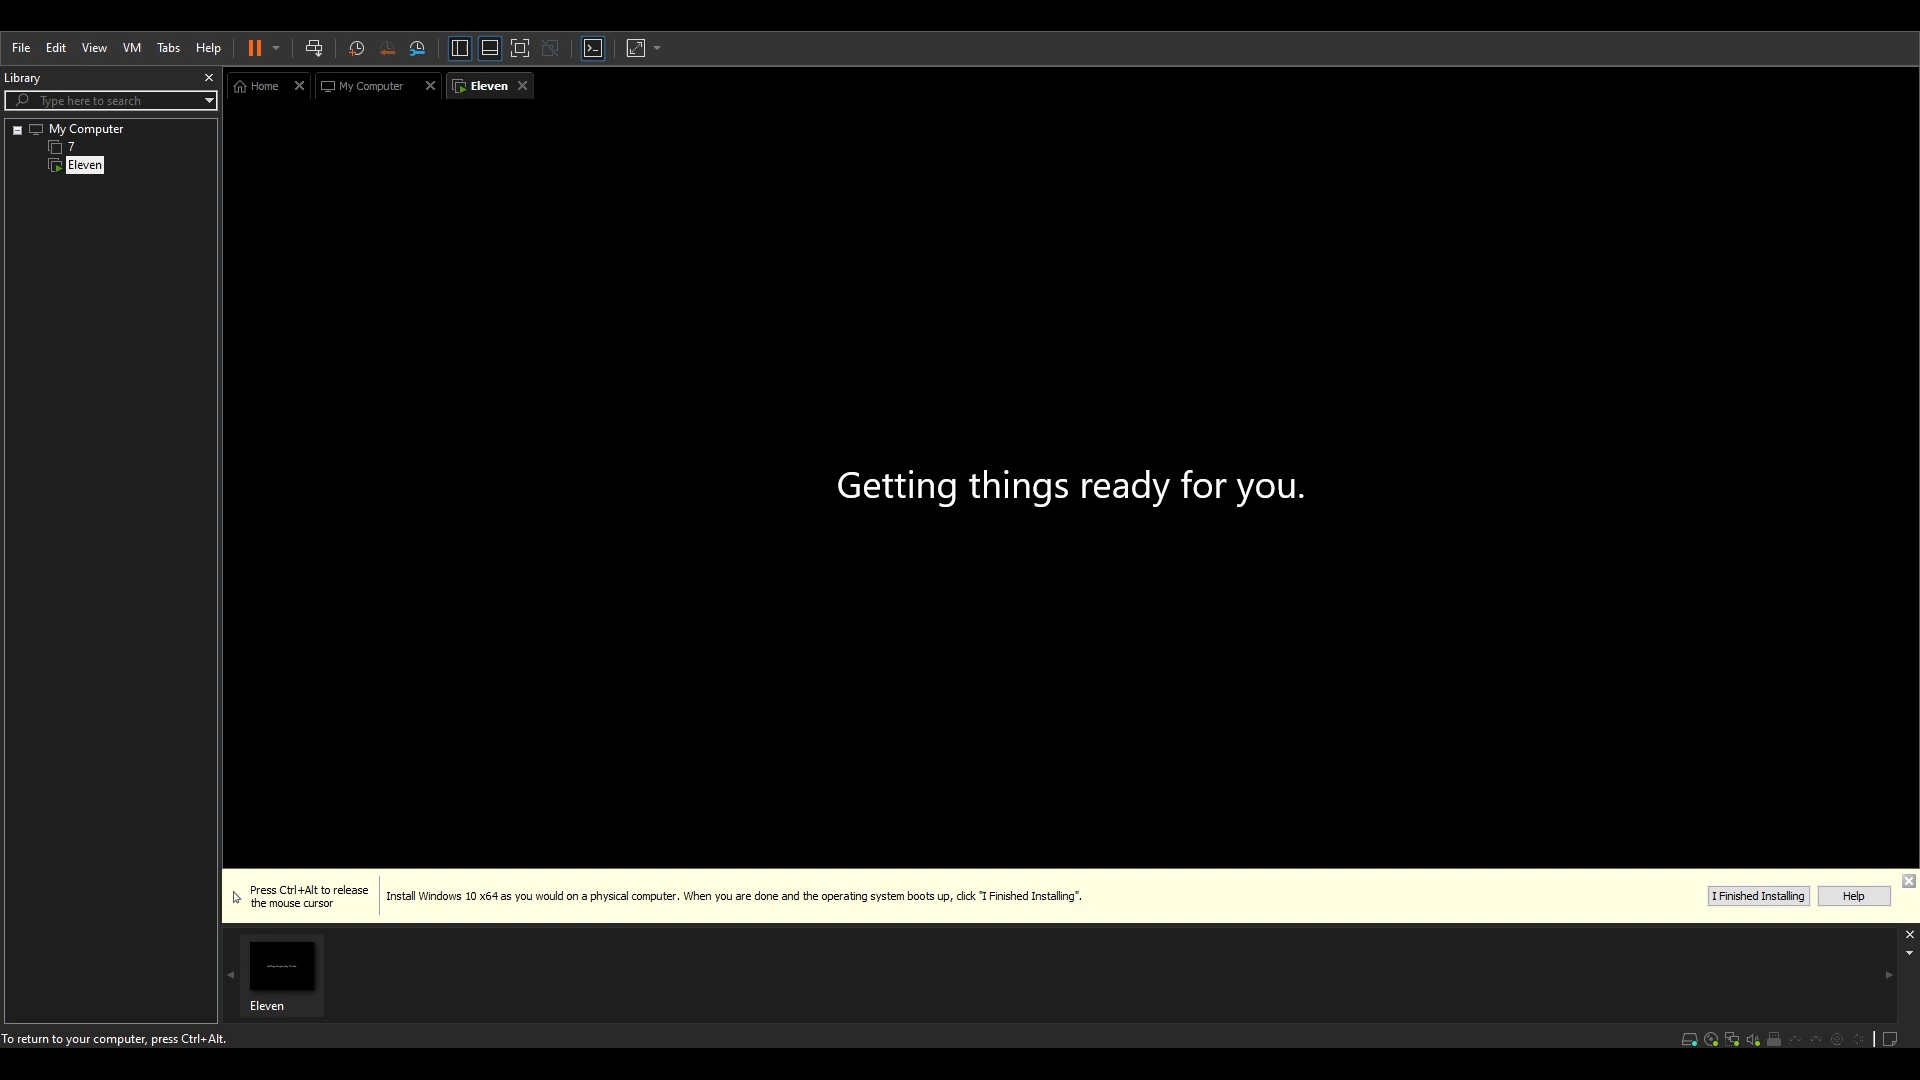 File Edit View VM Tabs Help
Library
Type here to search
Home
My Computer
Eleven
My Computer
7
Eleven
Getting things ready for you.
Press Ctrl+Alt to release
the mouse cursor
Install Windows 10 x64 as you would on a physical computer. When you are done and the operating system boots up, click "I Finished Installing".
I Finished Installing
Help
Eleven
To return to your computer, press Ctrl+Alt.